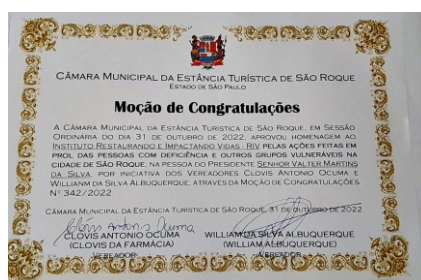 CÂMARA MUNICIPAL DA ESTÂNCIA TURÍSTICA DE SÃO ROQUE
ESTADO DE SÃO PAULO
Moção de Congratulações
A CÂMARA MUNICIPAL DA ESTÂNCIA TURÍSTICA DE SÃO ROQUE, EM SESSÃO
ORDINÁRIA DO DIA 31 DE OUTUBRO DE 2022, APROVOU HOMENAGEM AO
INSTITUTO RESTAURANDO E IMPACTANDO VIDAS - RIV PELAS AÇÕES FEITAS EM
PROL DAS PESSOAS COM DEFICIÊNCIA E OUTROS GRUPOS VULNERÁVEIS NA
CIDADE DE SÃO ROQUE, NA PESSOA DO PRESIDENTE SENHOR VALTER MARTINS
DA SILVA, POR INICIATIVA DOS VEREADORES CLOVIS ANTONIO OCUMA E
WILLIANM DA SILVA ALBUQUERQUE, ATRAVÉS DA MOÇÃO DE CONGRATULAÇÕES
Nº 342/2022
CÂMARA MUNICIPAL DA ESTÂNCIA TURÍSTICA DE SÃO ROQUE, 31 DE OUTUBRO DE 2022
Clovis Antonio Ocuma
CLOVIS ANTONIO OCUMA WILLIAM DA SILVA ALBUQUERQUE
(CLOVIS DA FARMÁCIA) (WILLIAM ALBUQUERQUE)
VEREADOR VEREADOR